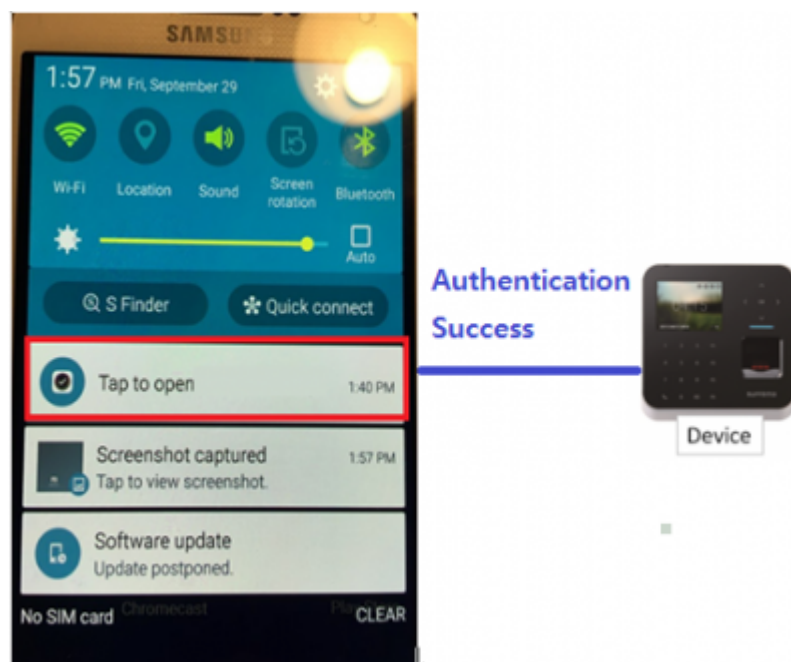 SAMSU
1:57 PM Fri, September 29
Wi-Fi
Location
Sound
Screen
rotation
Bluetooth
Auto
S Finder
Quick connect
Tap to open
1:40 PM
Screenshot captured
1:57 PM
Tap to view screenshot.
Software update
Update postponed.
No SIM card
Chromecast
CLEAR
Authentication
Success
Device